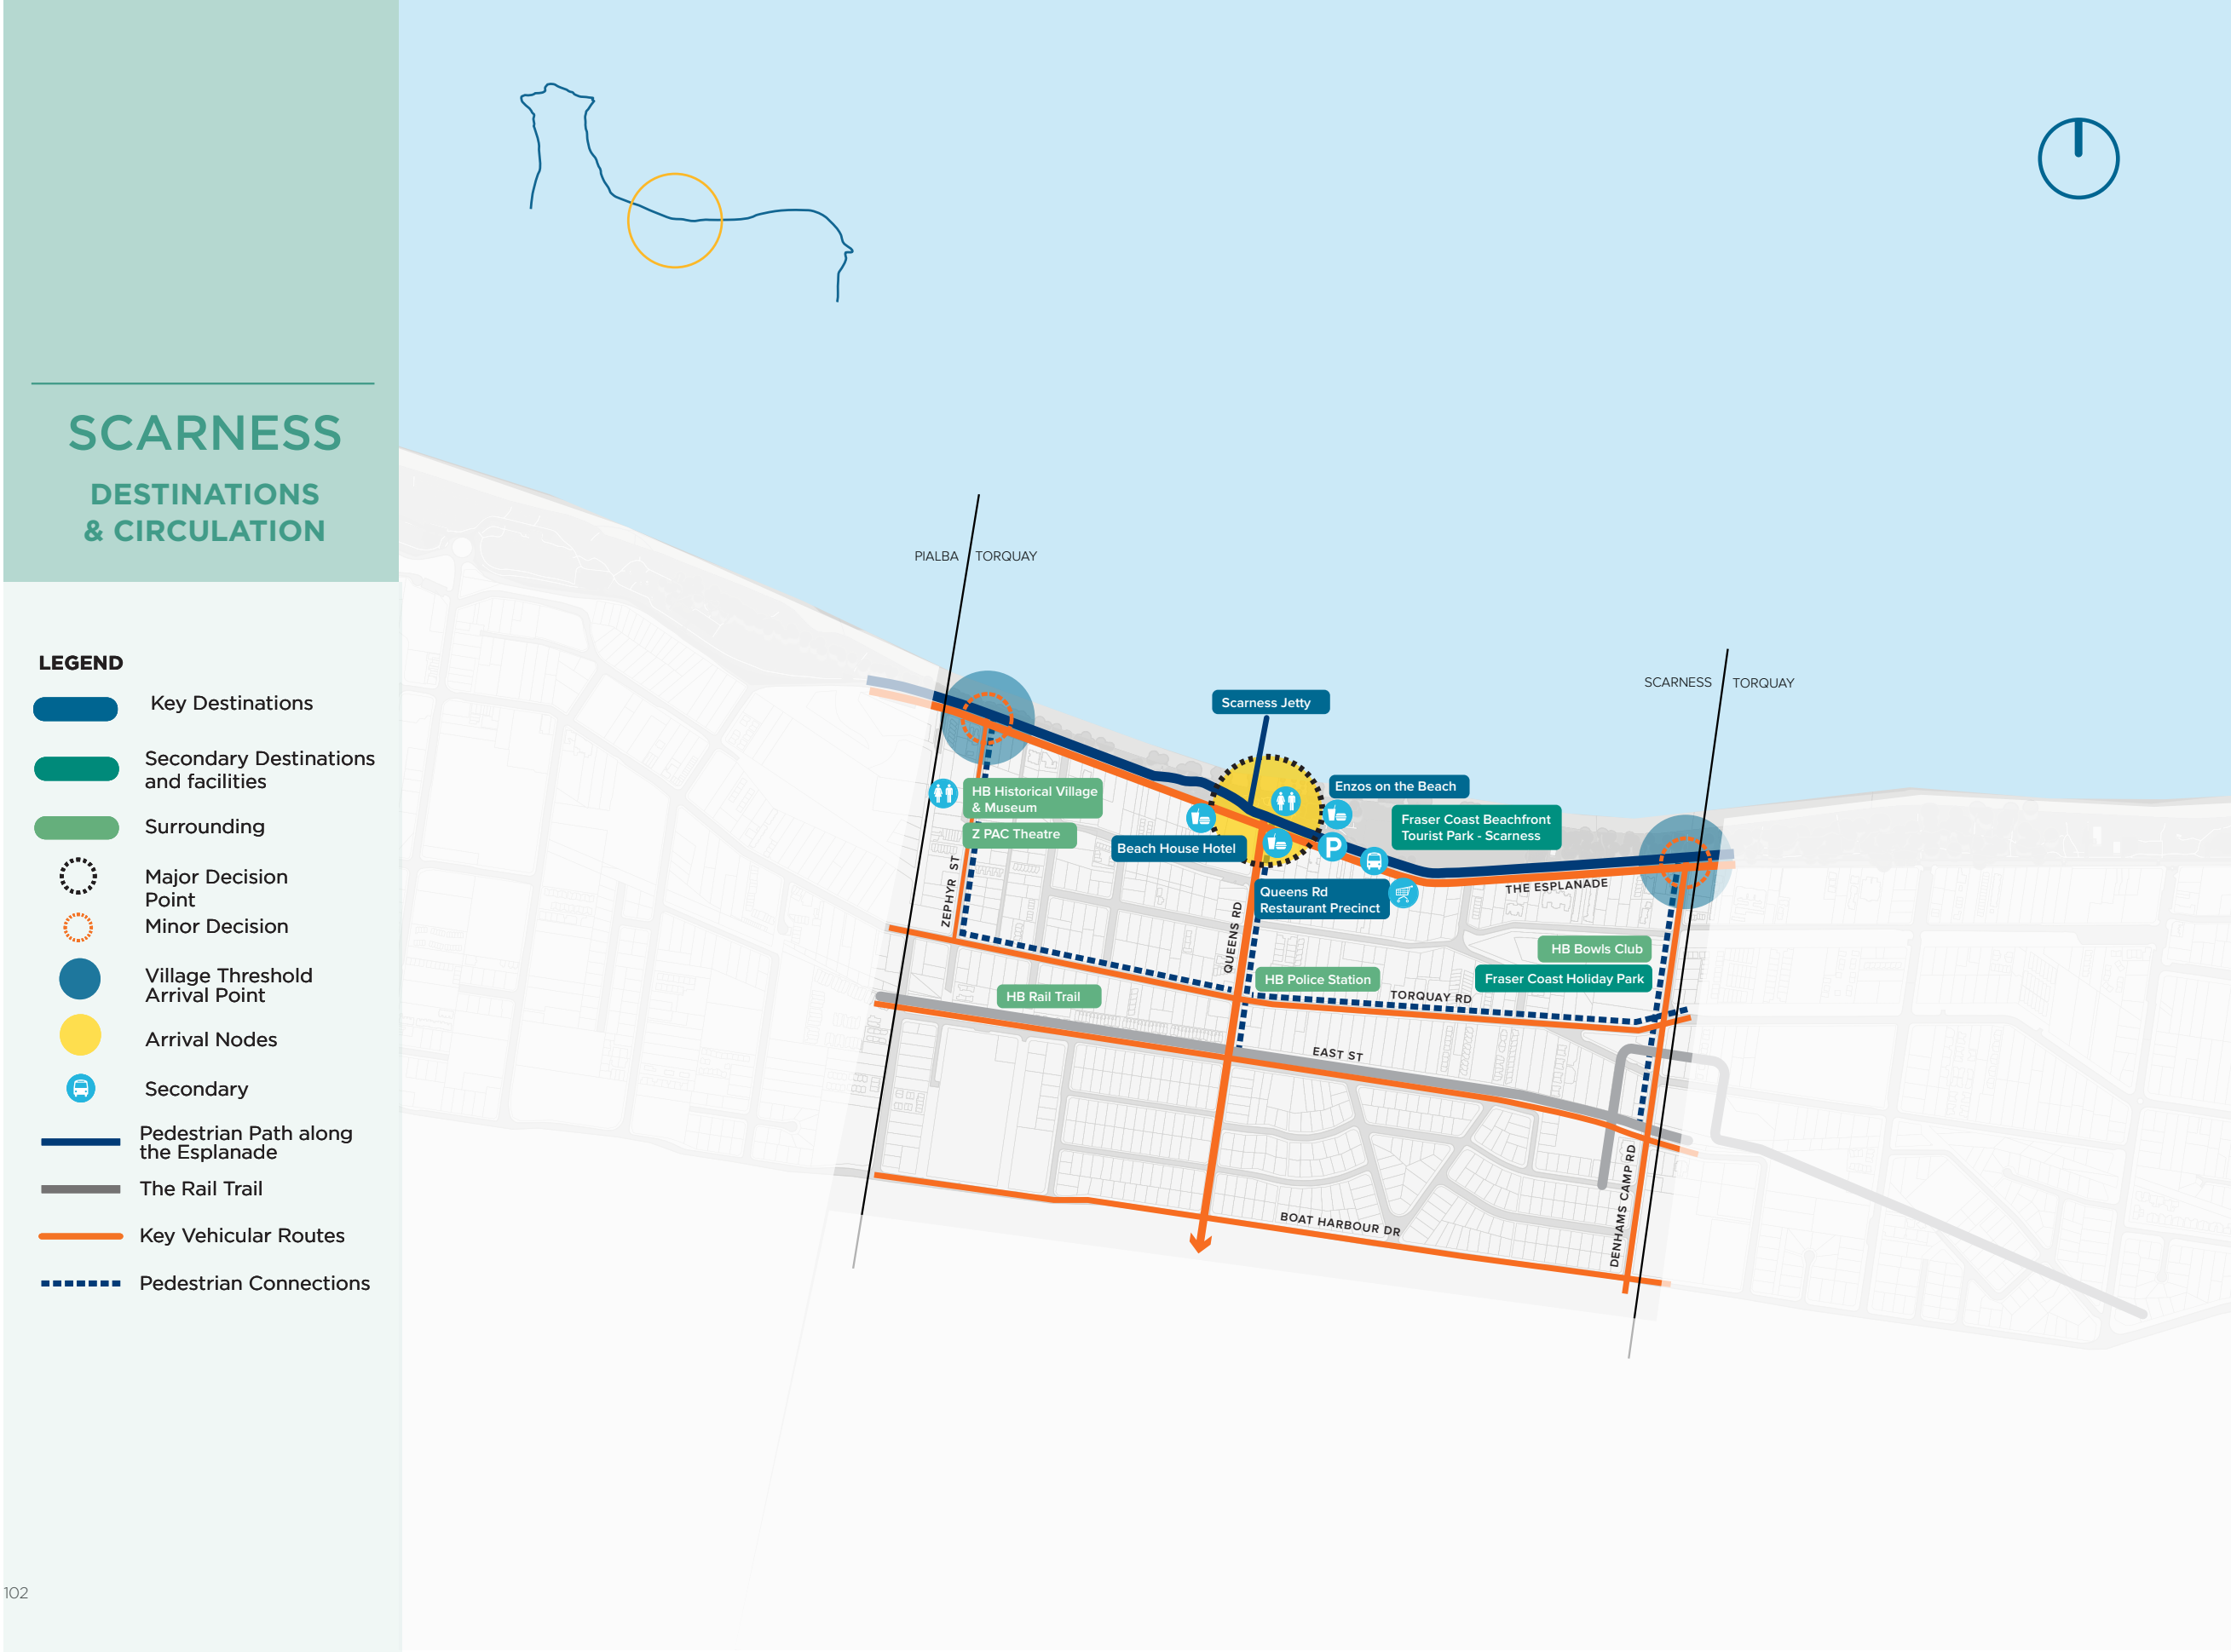 SCARNESS
DESTINATIONS
& CIRCULATION
LEGEND
Key Destinations
Secondary Destinations
and facilities
Surrounding
Major Decision
Point
Minor Decision
Village Threshold
Arrival Point
Arrival Nodes
Secondary
Pedestrian Path along
the Esplanade
The Rail Trail
Key Vehicular Routes
Pedestrian Connections
102
PIALBA
TORQUAY
SCARNESS
TORQUAY
Scarness Jetty
Enzos on the Beach
HB Historical Village
& Museum
Z PAC Theatre
Fraser Coast Beachfront
Tourist Park - Scarness
Beach House Hotel
P
Queens Rd
Restaurant Precinct
THE ESPLANADE
ZEPHYR ST
QUEENS RD
HB Bowls Club
HB Police Station
Fraser Coast Holiday Park
HB Rail Trail
TORQUAY RD
EAST ST
DENHAMS CAMP RD
BOAT HARBOUR DR